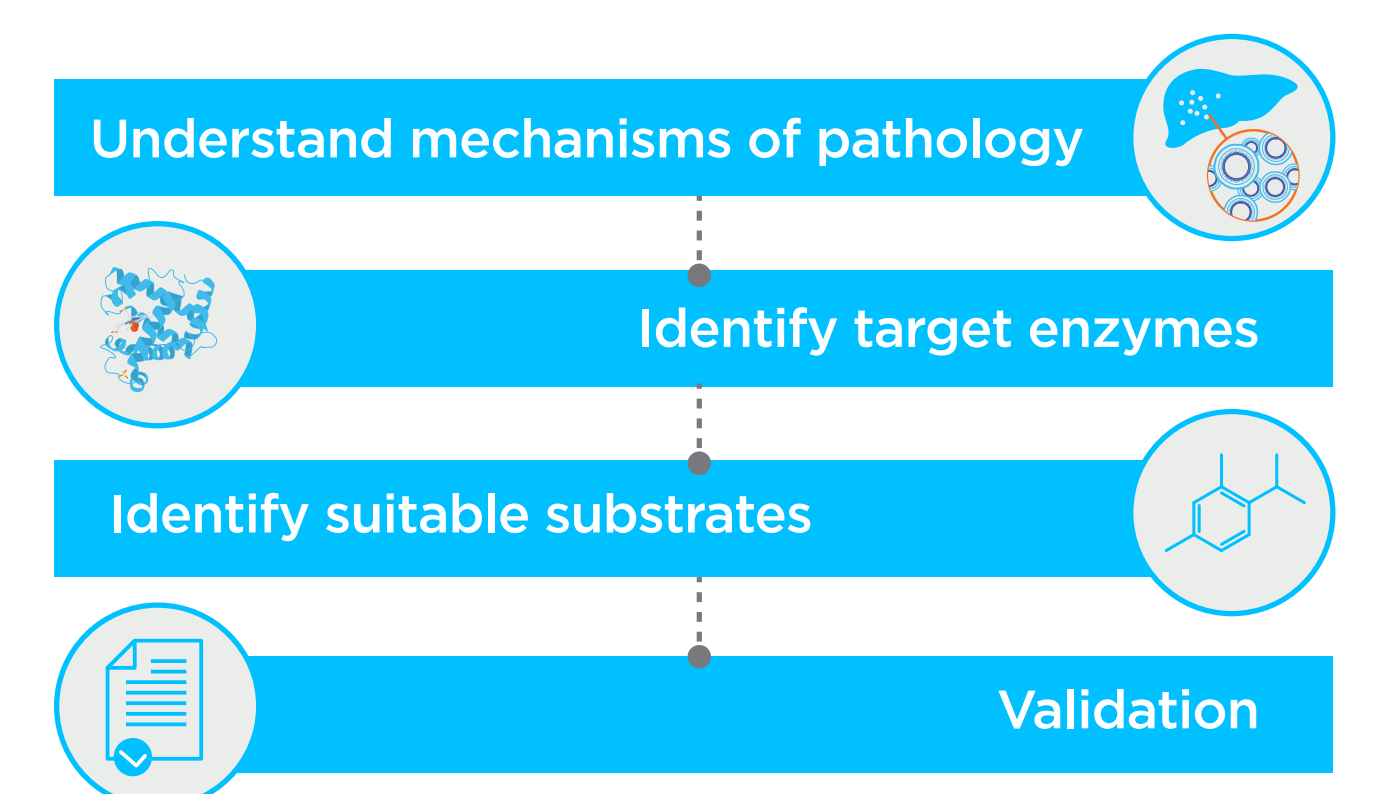 Understand mechanisms of pathology
Identify target enzymes
Identify suitable substrates
Validation